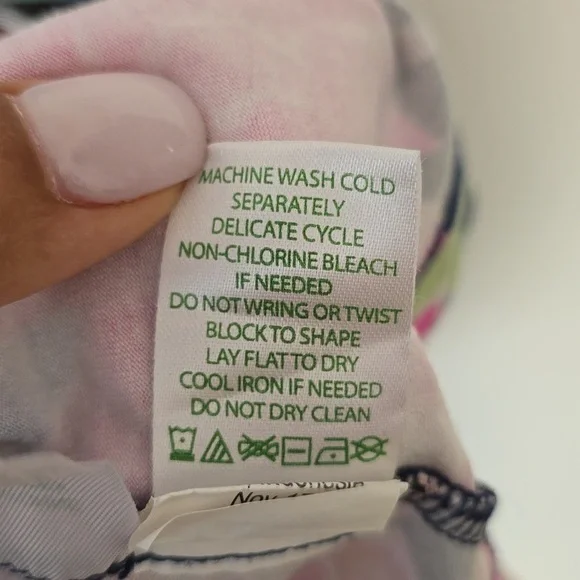 MACHINE WASH COLD
SEPARATELY
DELICATE CYCLE
NON-CHLORINE BLEACH
IF NEEDED
DO NOT WRING OR TWIST
BLOCK TO SHAPE
LAY FLAT TO DRY
COOL IRON IF NEEDED
DO NOT DRY CLEAN